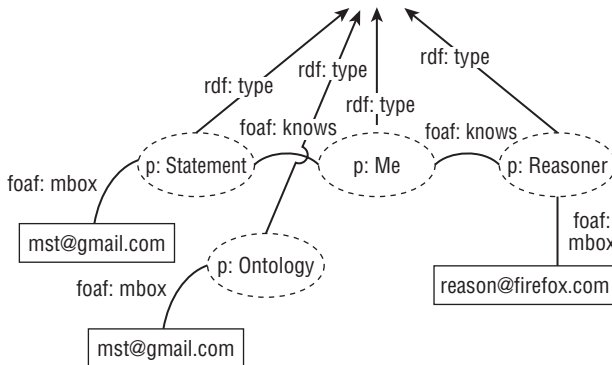 rdf: type
rdf: type
rdf: type
rdf: type
foaf: knows
foaf: knows
p: Statement
p: Me
p: Reasoner
foaf: mbox
foaf:
mbox
mst@gmail.com
p: Ontology
foaf: mbox
reason@firefox.com
mst@gmail.com